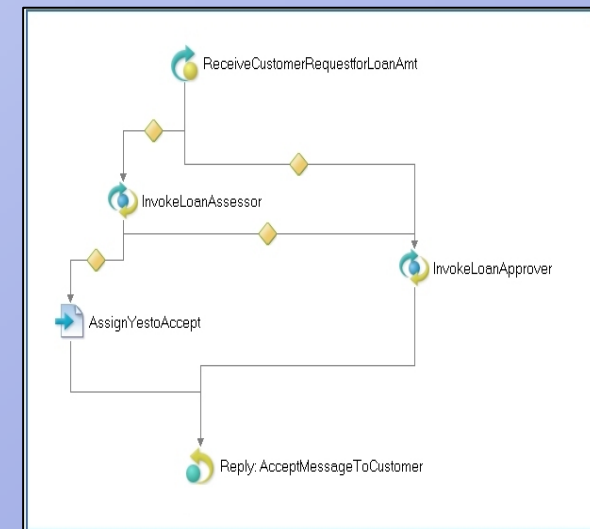 ReceiveCustomerRequestforLoanAmt
InvokeLoanAssessor
InvokeLoanApprover
AssignYestoAccept
Reply: AcceptMessageToCustomer